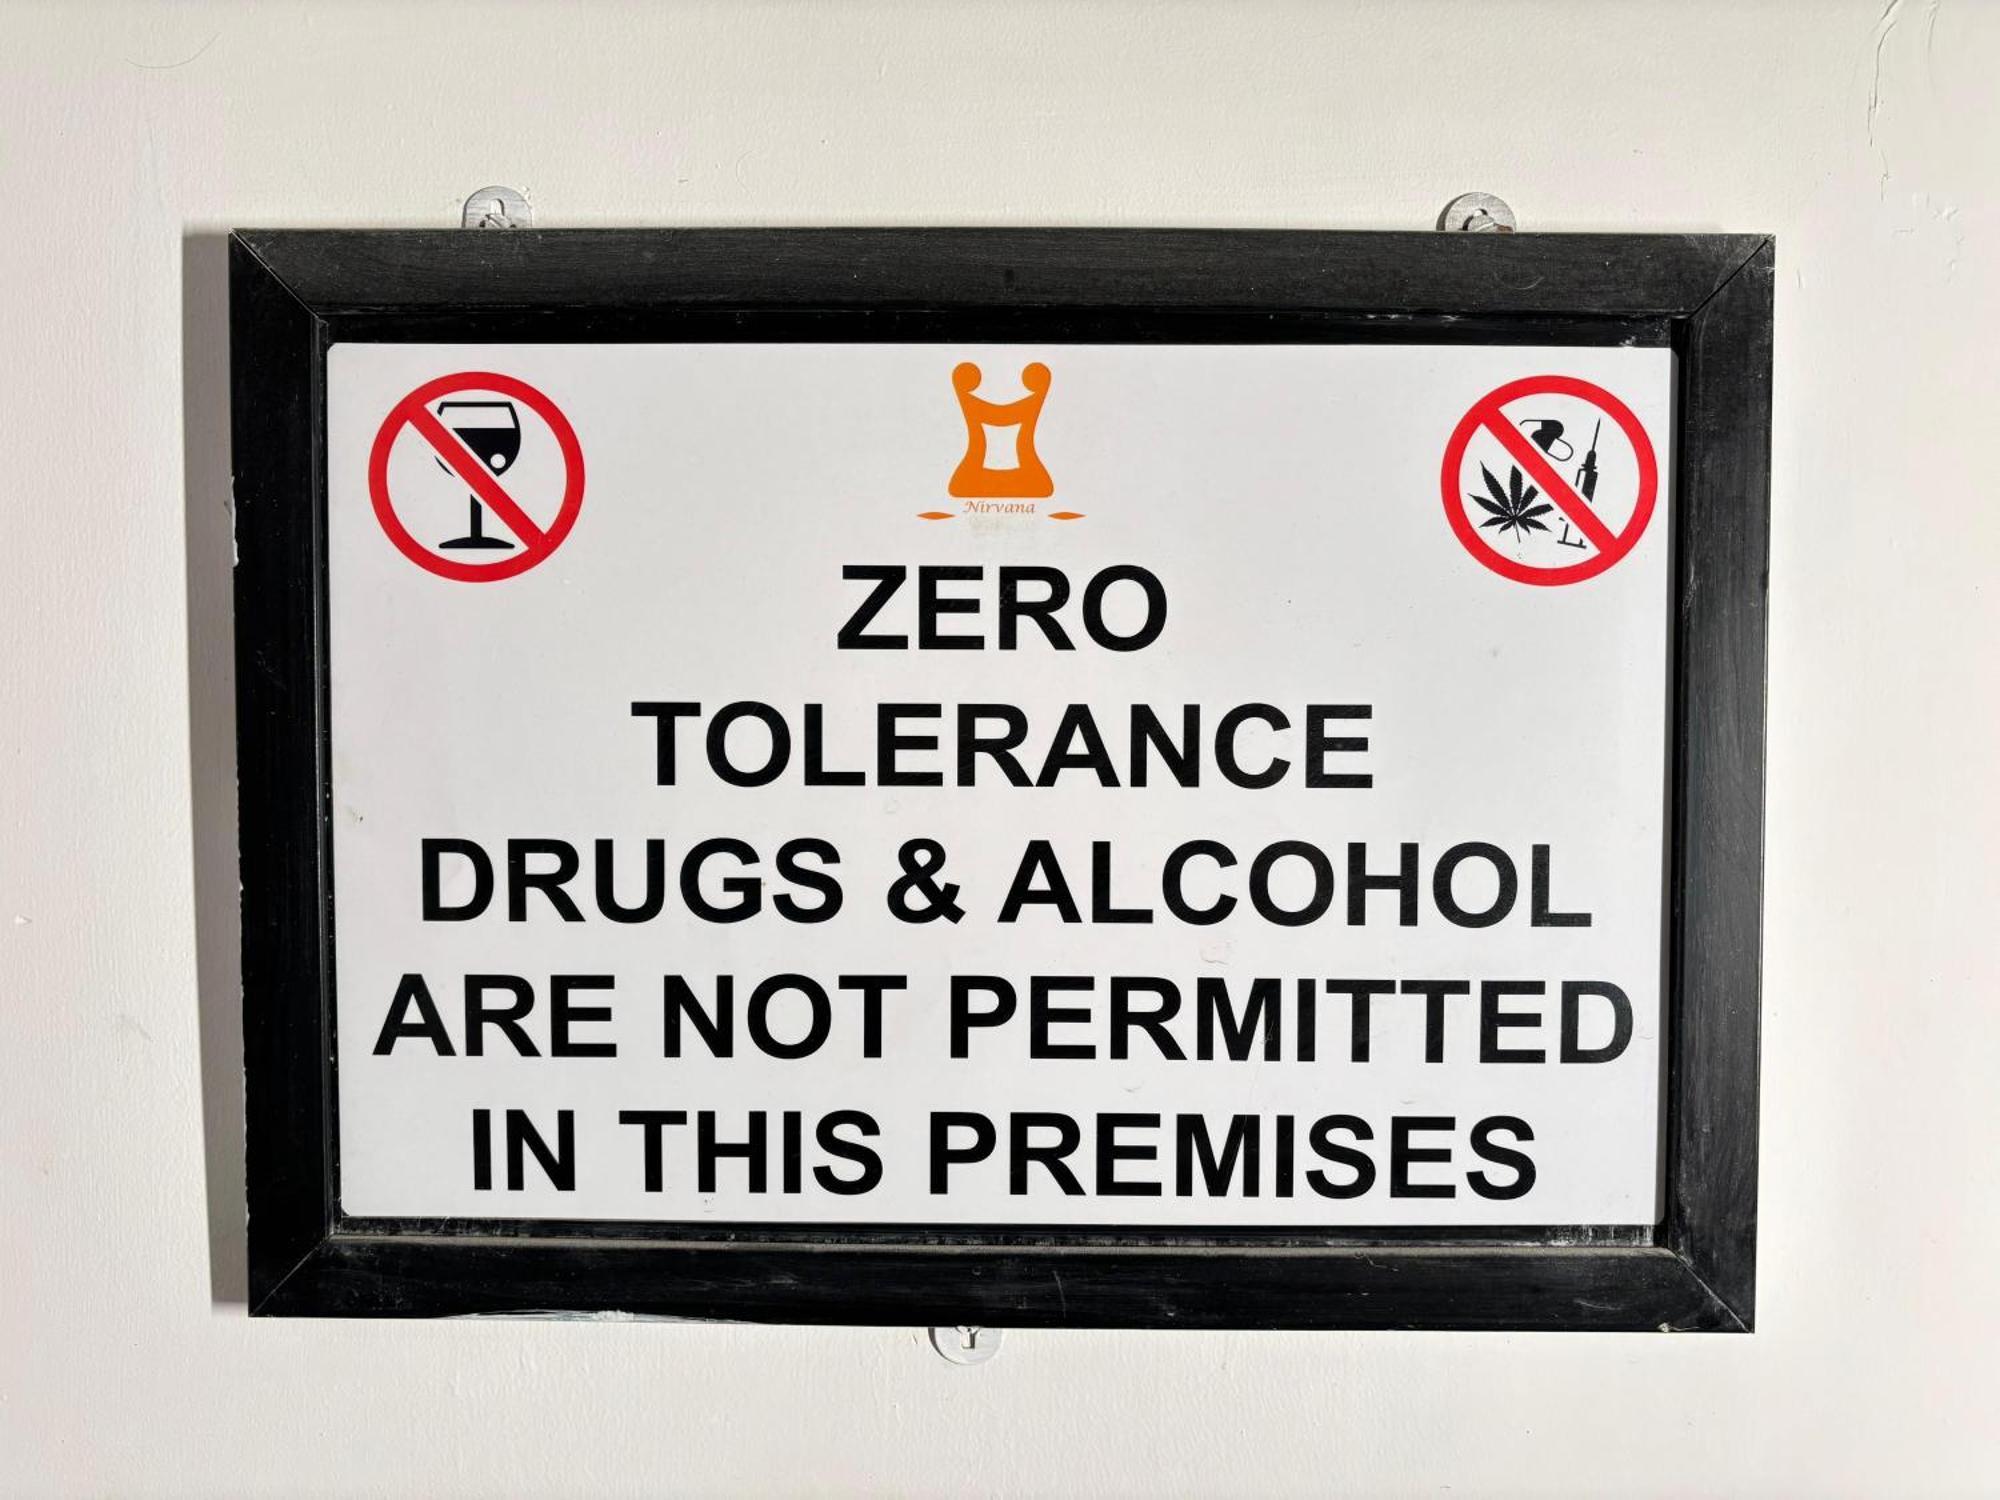 Nirvana
ZERO
TOLERANCE
DRUGS & ALCOHOL
ARE NOT PERMITTED
IN THIS PREMISES